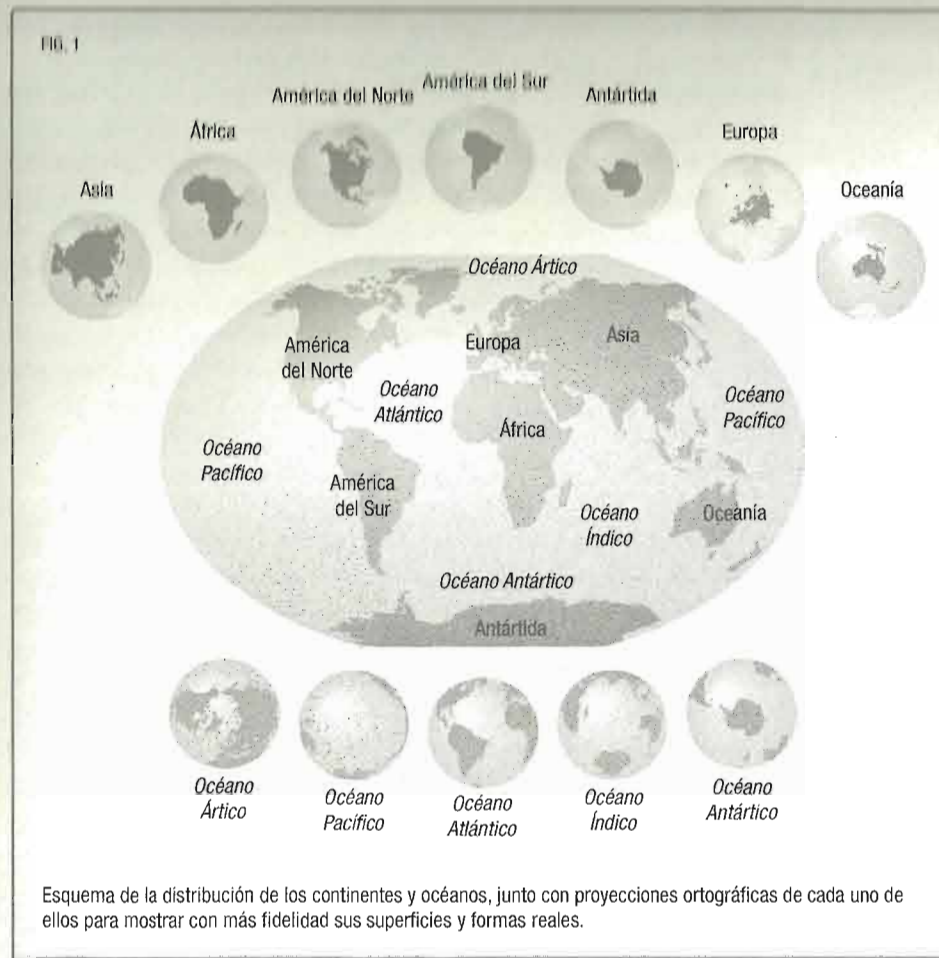 FIG. 1
América del Sur
América del Norte
Antártida
África
Europa
Asia
Oceanía
Océano Ártico
América
del Norte
Europa
Asia
Océano
Atlántico
Océano
Pacífico
África
Océano
Pacífico
América
del Sur
Océano
Índico
Oceanía
Océano Antártico
Antártida
Océano
Ártico
Océano
Pacífico
Océano
Atlántico
Océano
Índico
Océano
Antártico
Esquema de la distribución de los continentes y océanos, junto con proyecciones ortográficas de cada uno de
ellos para mostrar con más fidelidad sus superficies y formas reales.